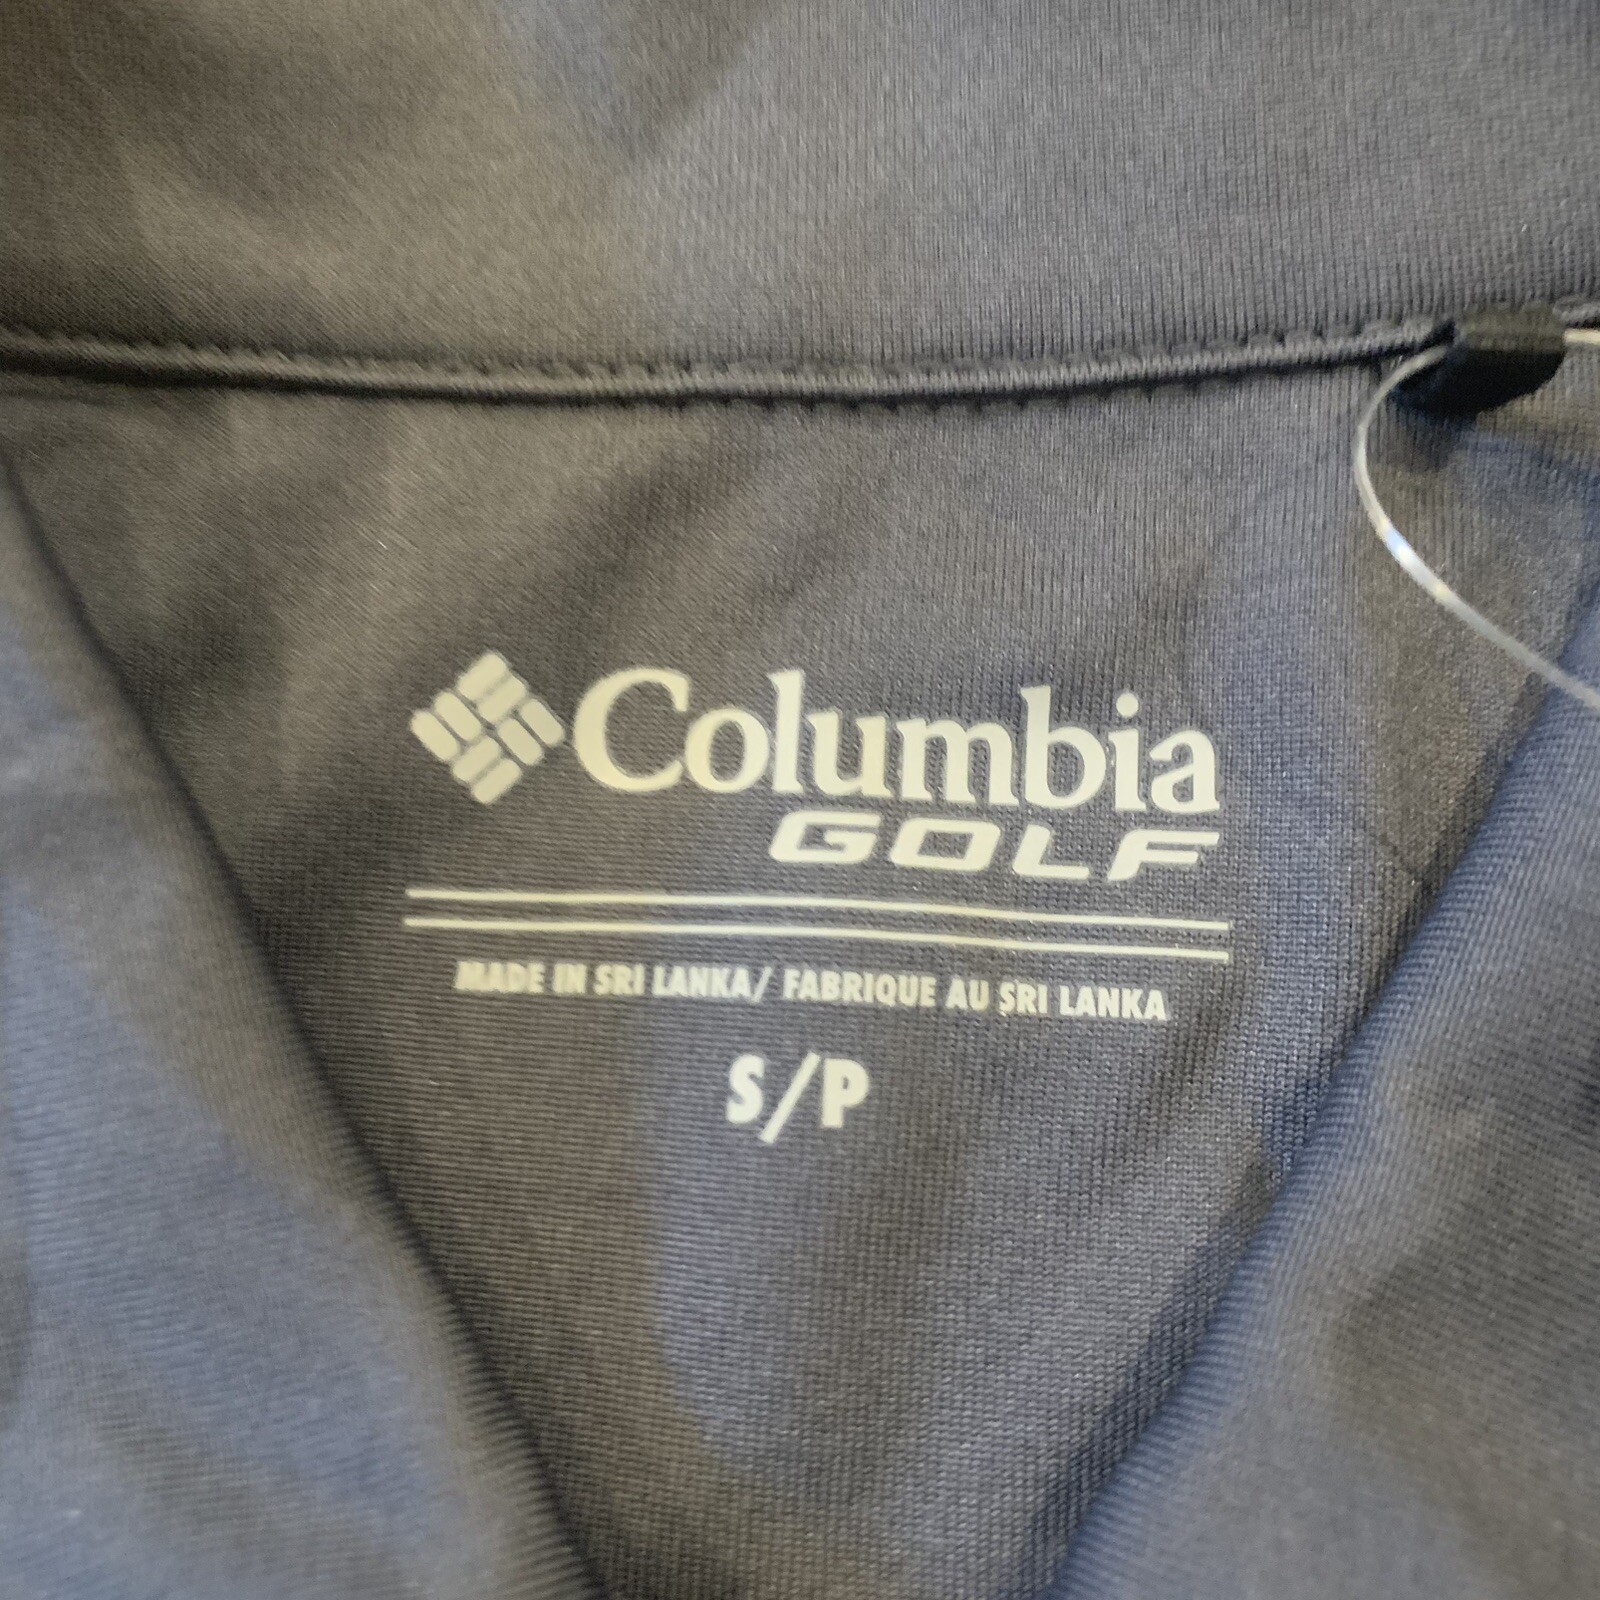 Columbia
GOLF
MADE IN SRI LANKA/ FABRIQUE AU SRI LANKA
S/P